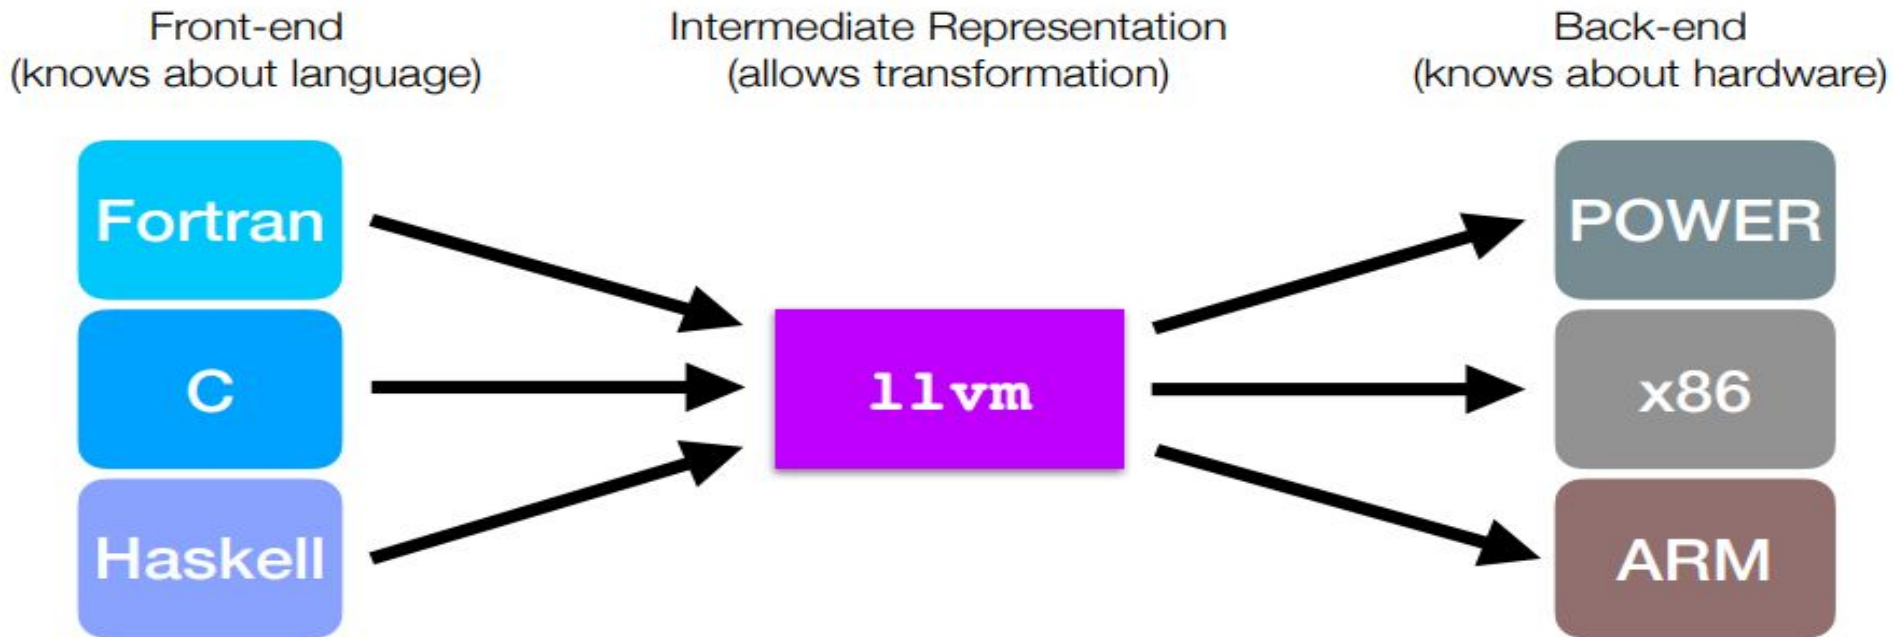 Front-end
(knows about language)
Intermediate Representation
(allows transformation)
Back-end
(knows about hardware)
Fortran
C
Haskell
llvm
POWER
x86
ARM